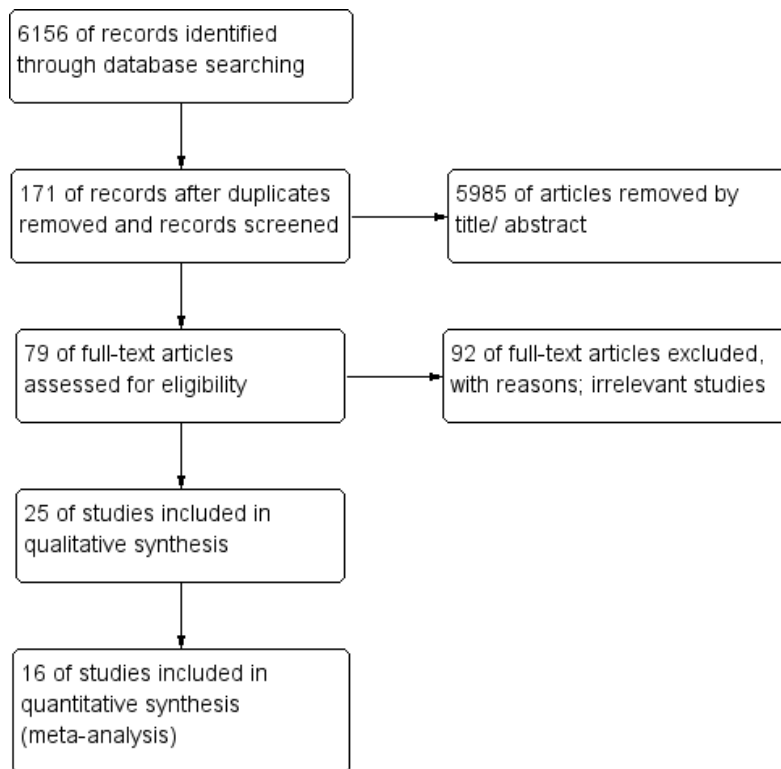 6156 of records identified
through database searching
171 of records after duplicates
removed and records screened
5985 of articles removed by
title/ abstract
79 of full-text articles
assessed for eligibility
92 of full-text articles excluded,
with reasons; irrelevant studies
25 of studies included in
qualitative synthesis
16 of studies included in
quantitative synthesis
(meta-analysis)